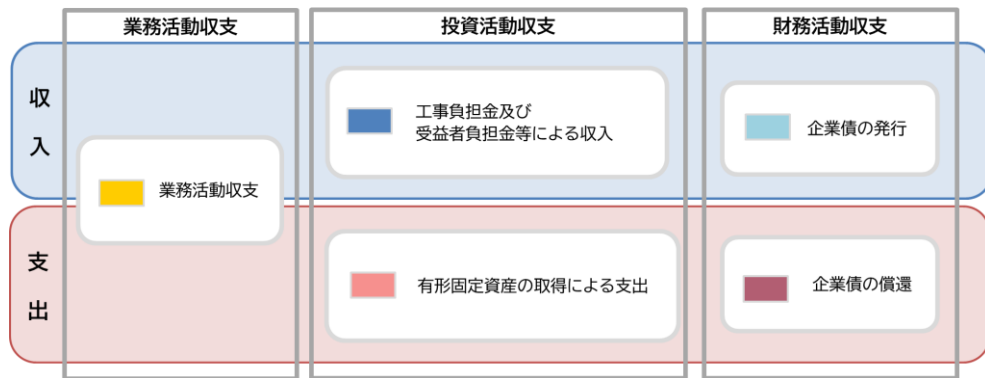 業務活動収支
投資活動収支
財務活動収支
収
入
工事負担金及び
受益者負担金等による収入
企業債の発行
業務活動収支
支
出
有形固定資産の取得による支出
企業債の償還